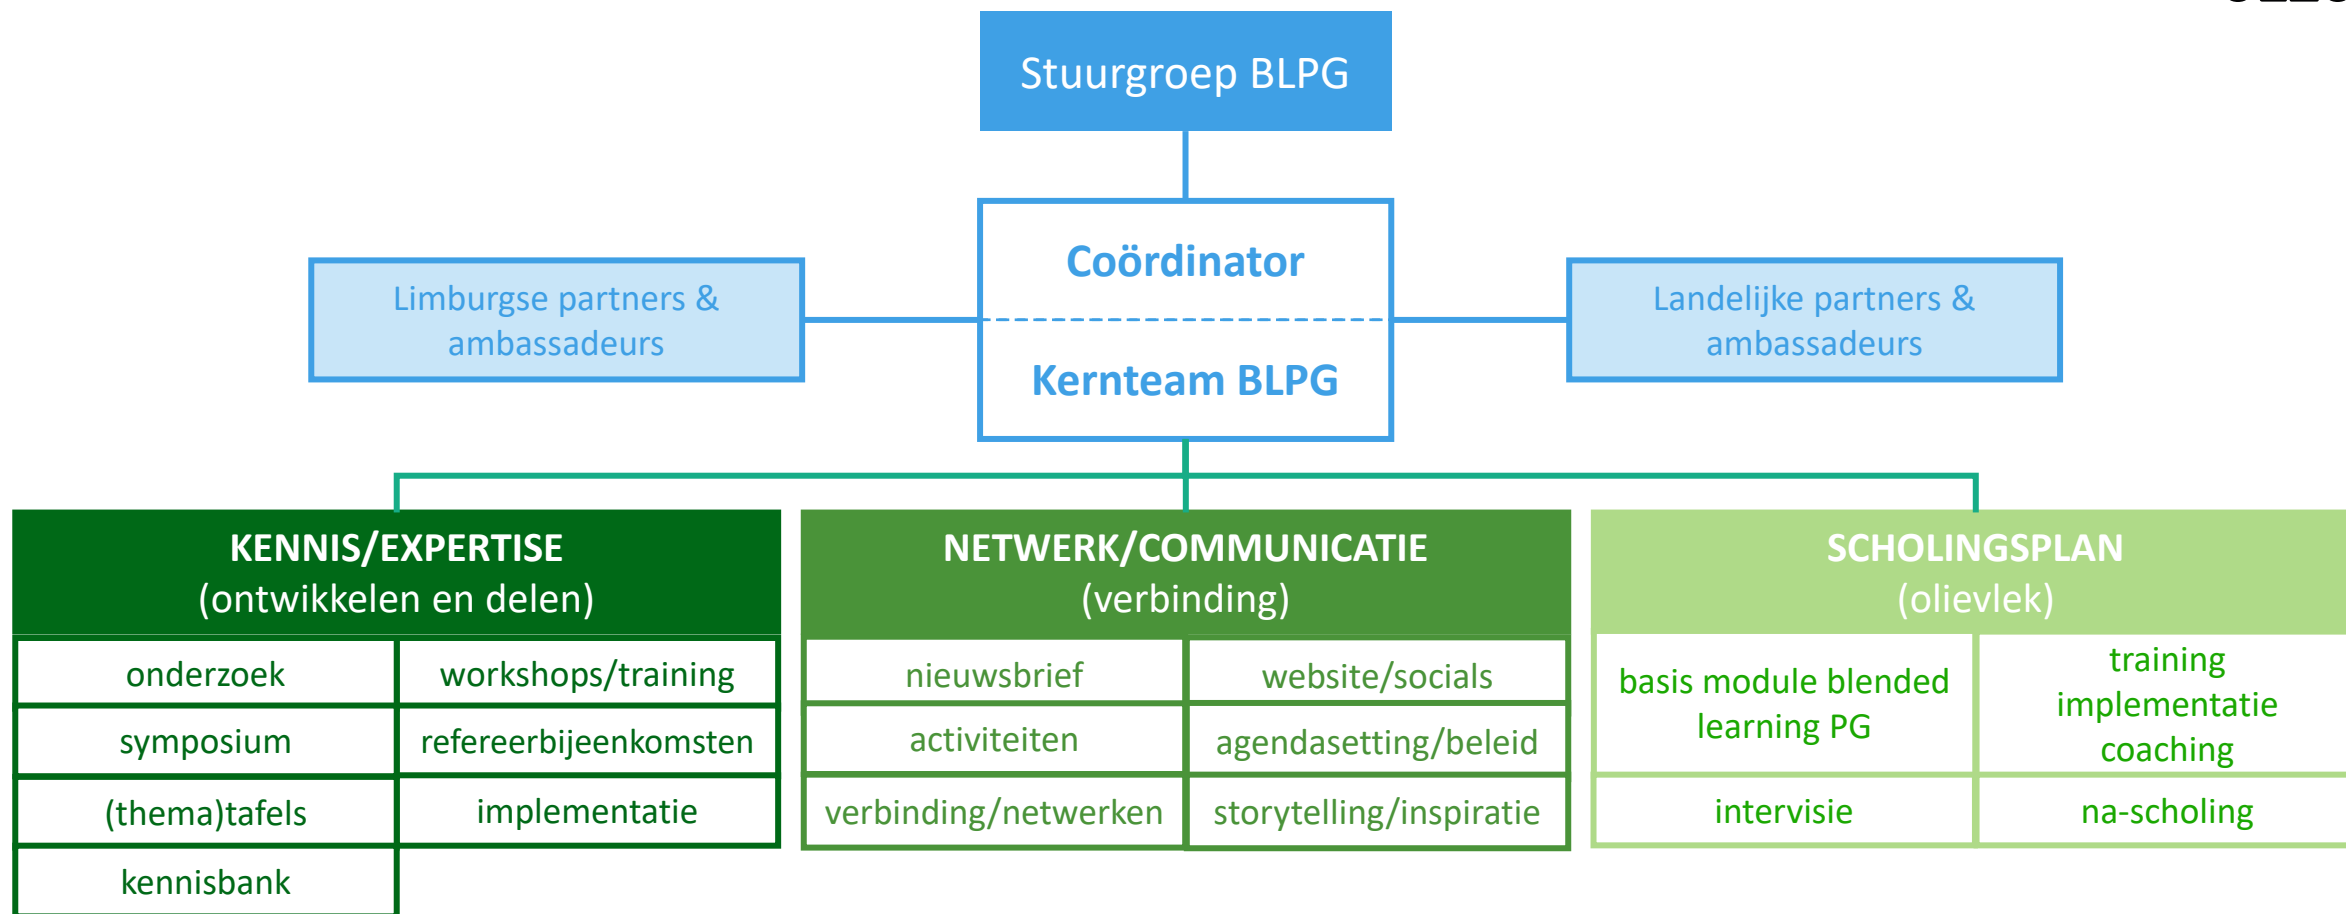 Stuurgroep BLPG
Coördinator
Kernteam BLPG
Limburgse partners &
ambassadeurs
Landelijke partners &
ambassadeurs
KENNIS/EXPERTISE
(ontwikkelen en delen)
onderzoek
workshops/training
symposium
refereerbijeenkomsten
(thema)tafels
implementatie
kennisbank
NETWERK/COMMUNICATIE
(verbinding)
nieuwsbrief
website/socials
activiteiten
agendasetting/beleid
verbinding/netwerken
storytelling/inspiratie
SCHOLINGSPLAN
(olievlek)
basis module blended
learning PG
training
implementatie
coaching
intervisie
na-scholing